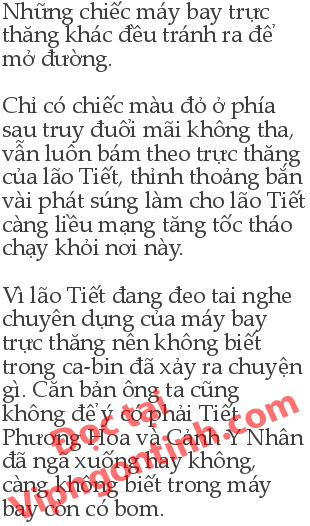 Những chiếc máy bay trực
thăng khác đều tránh ra để
mở đường.
Chỉ có chiếc màu đỏ ở phía
sau truy đuổi mãi không tha,
vẫn luôn bám theo trực thăng
của lão Tiết, thỉnh thoảng bắn
vài phát súng làm cho lão Tiết
càng liều mạng tăng tốc tháo
chạy khỏi nơi này.
Vì lão Tiết đang đeo tai nghe
chuyên dụng của máy bay
trực thăng nên không biết
trong ca-bin đã xảy ra chuyện
gì. Căn bản ông ta cũng
không để ý có phải Tiết
Phương Hoa và Cảnh Y Nhân
đã ngã xuống hay không,
càng không biết trong máy
bay còn có bom.
Đọc tại
Vipngontinh.com